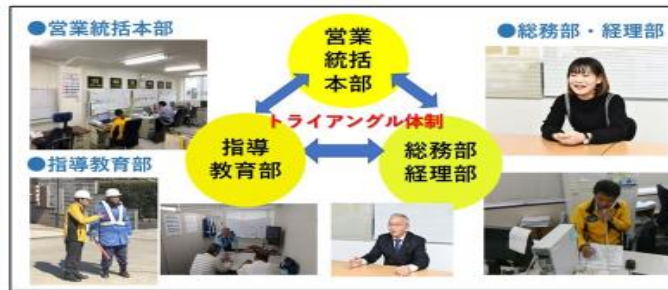 ●営業統括本部
営業
統括
本部
●総務部・経理部
トライアングル体制
指導
教育部
総務部
経理部
●指導教育部